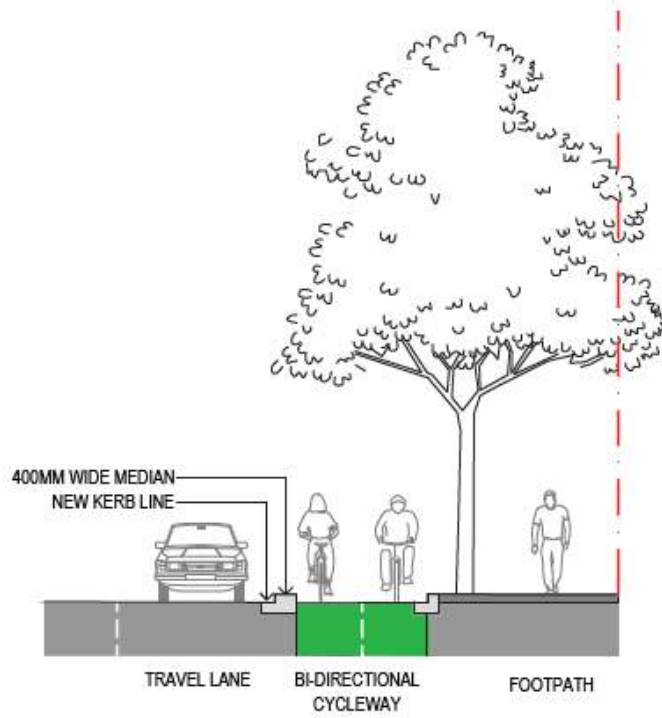 400MM WIDE MEDIAN
NEW KERB LINE
TRAVEL LANE
BI-DIRECTIONAL
CYCLEWAY
FOOTPATH